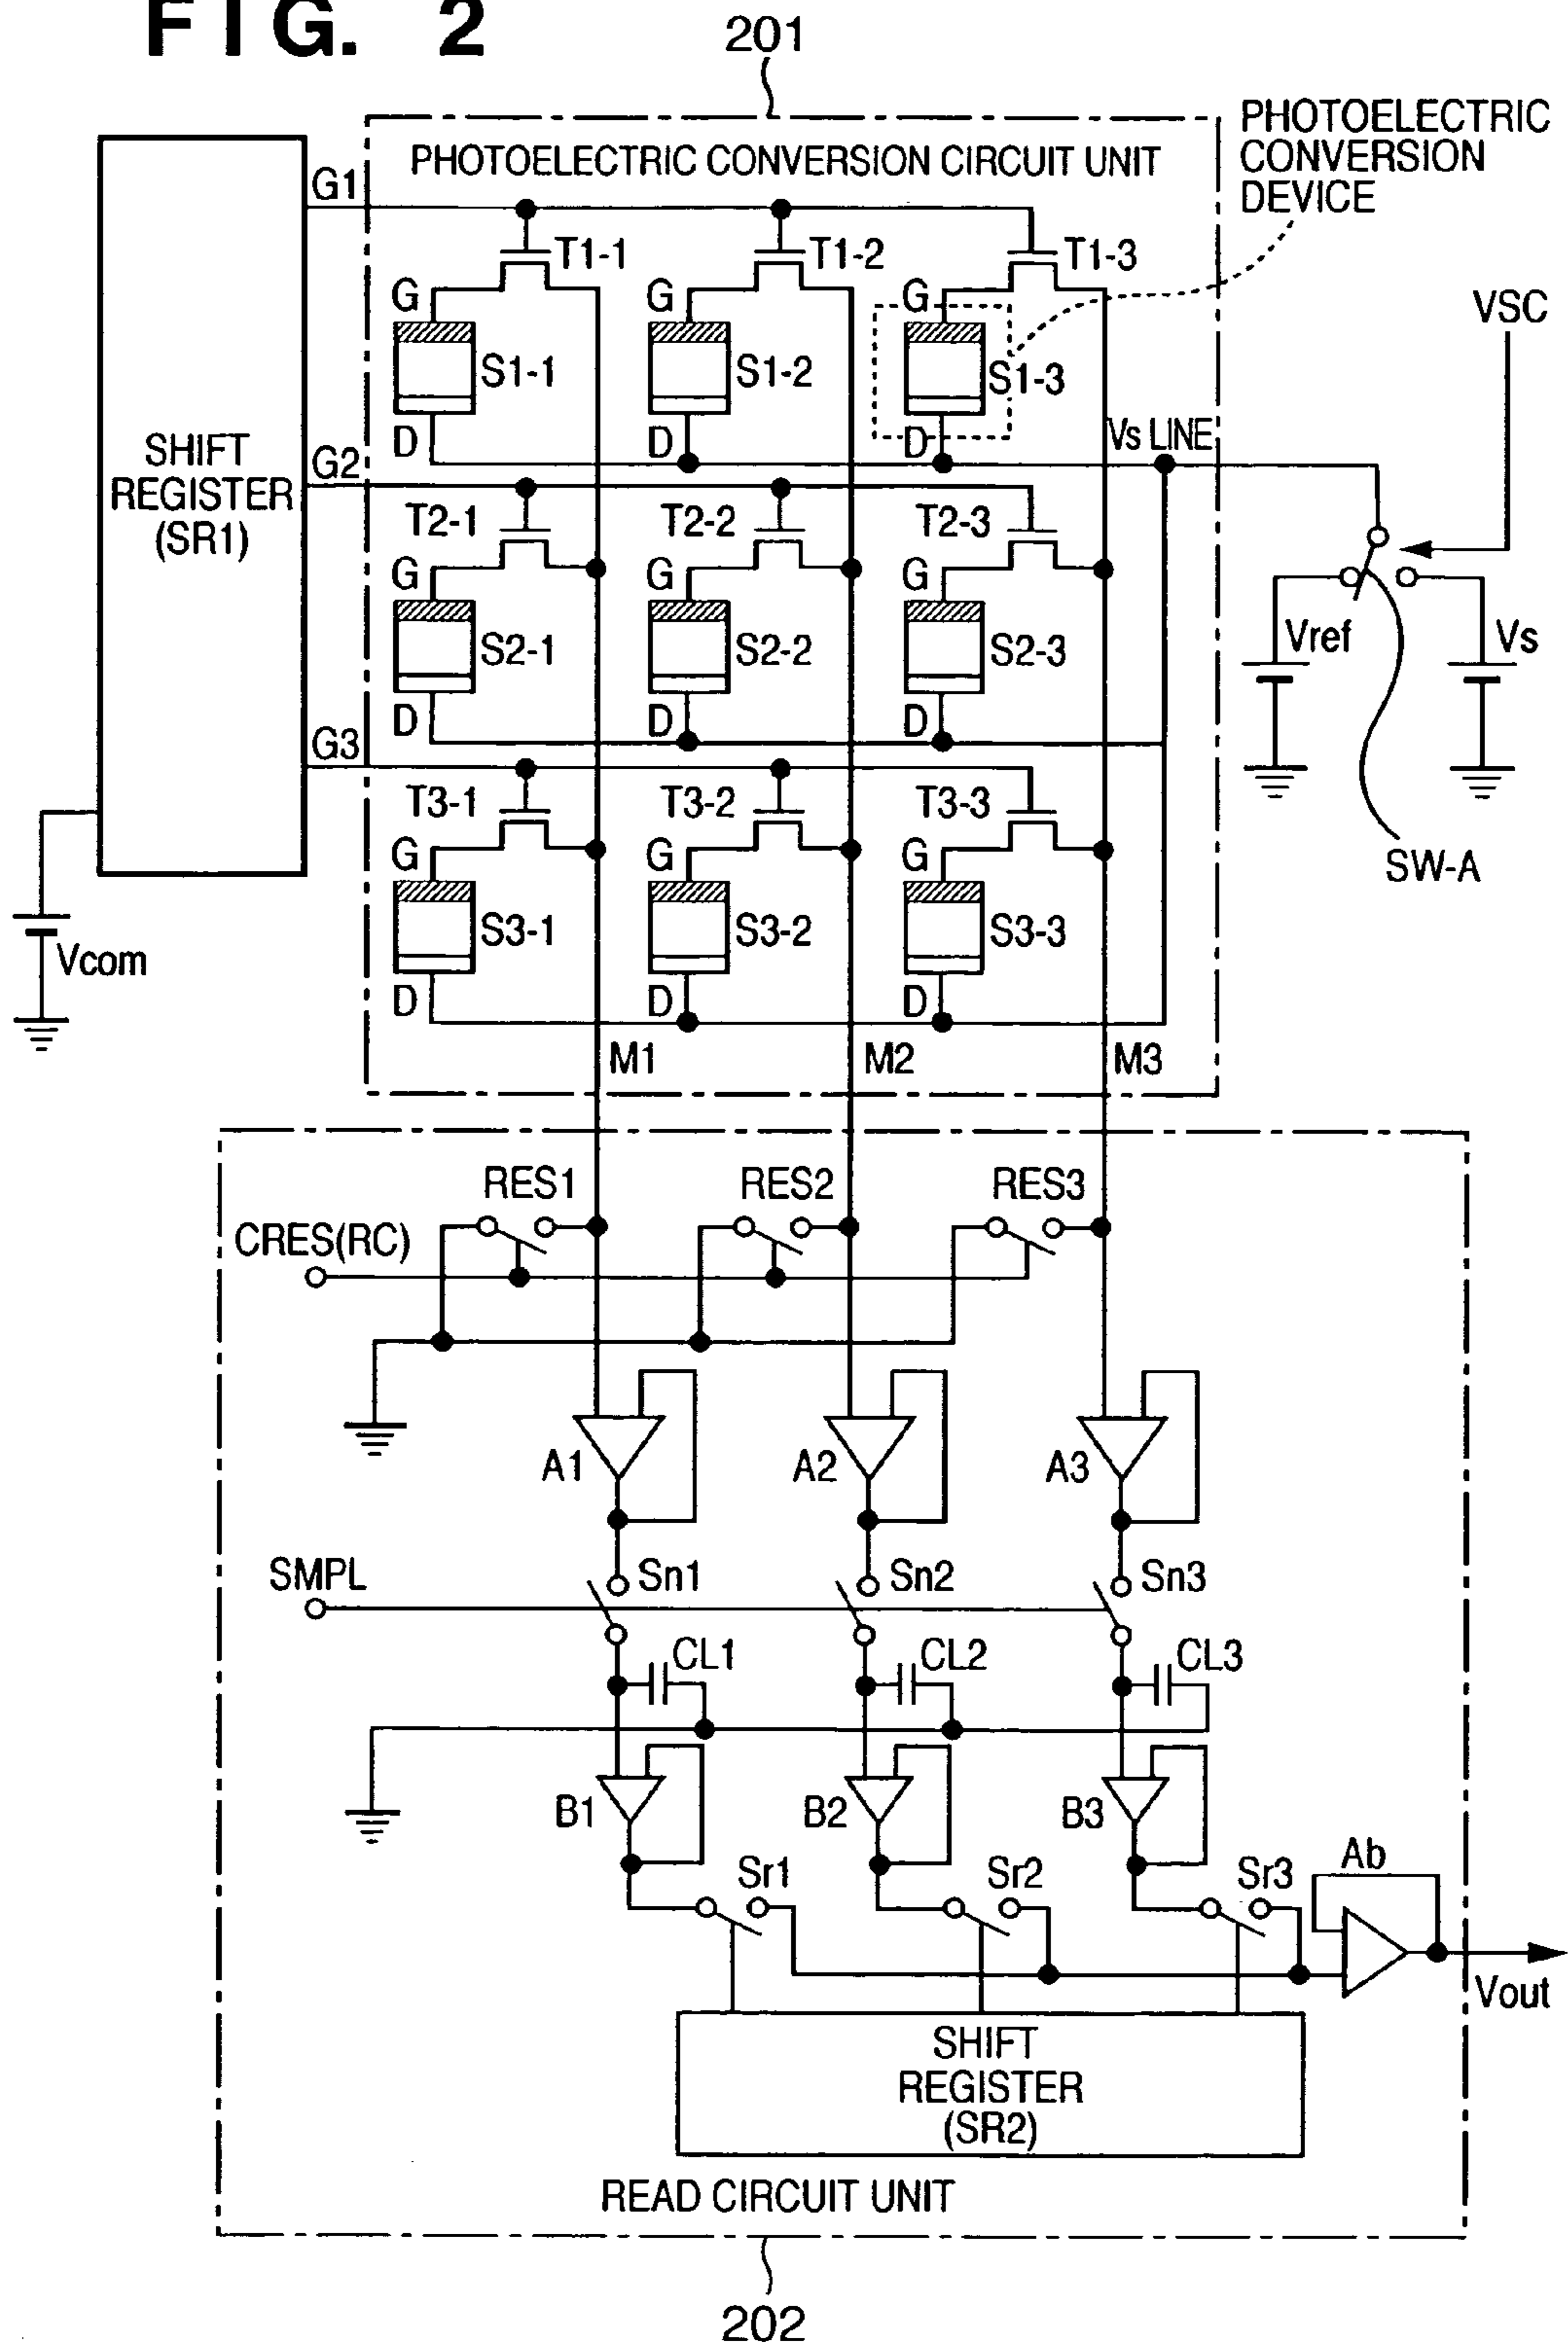 FIG. 2
201
PHOTOELECTRIC
CONVERSION
DEVICE
PHOTOELECTRIC CONVERSION CIRCUIT UNIT
G1
T1-1
T1-2
T1-3
G
G
G
VSC
S1-1
S1-2
S1-3
D
D
D
Vs LINE
SHIFT
REGISTER
(SR1)
G2
T2-1
T2-2
T2-3
G
G
G
S2-1
S2-2
S2-3
Vref
Vs
D
D
D
G3
T3-1
T3-2
T3-3
G
G
G
SW-A
S3-1
S3-2
S3-3
Vcom
D
D
D
M1
M2
M3
RES1
RES2
RES3
CRES(RC)
A1
A2
A3
SMPL
Sn1
Sn2
Sn3
CL1
CL2
CL3
B1
B2
B3
Sr1
Sr2
Sr3
Ab
Vout
SHIFT
REGISTER
(SR2)
READ CIRCUIT UNIT
202